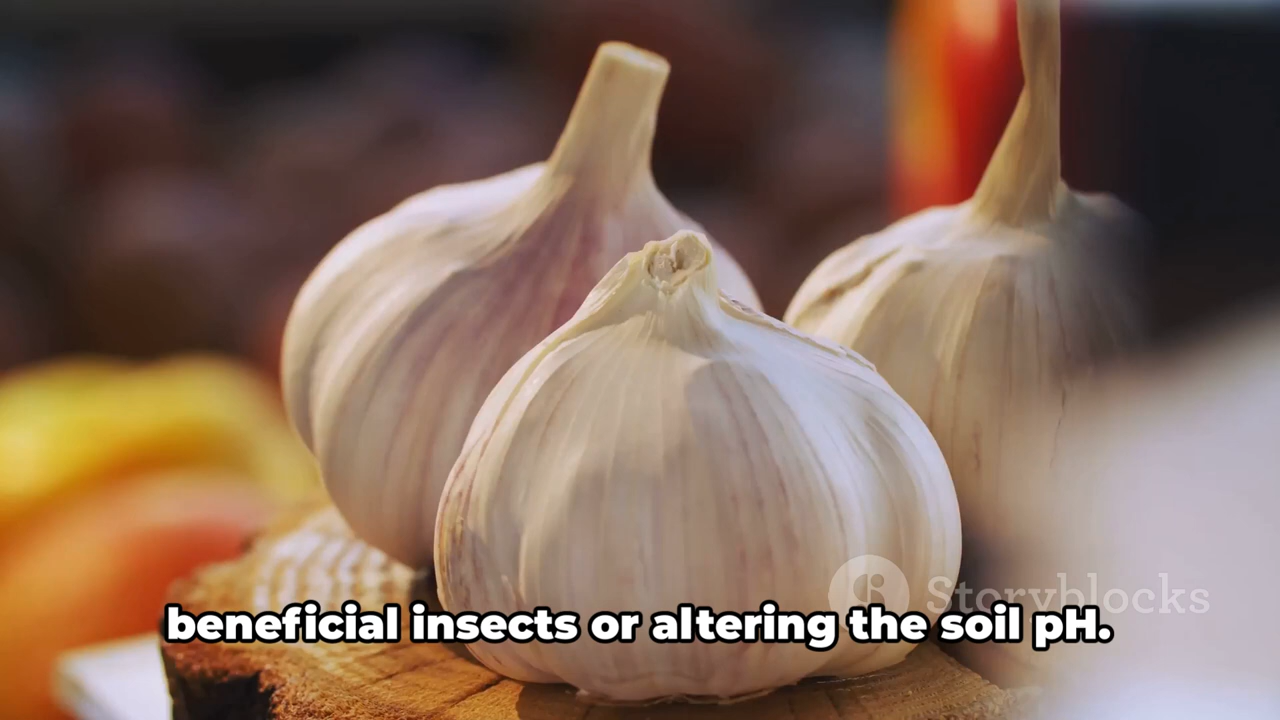 Storyblocks
beneficial insects or altering the soil pH.